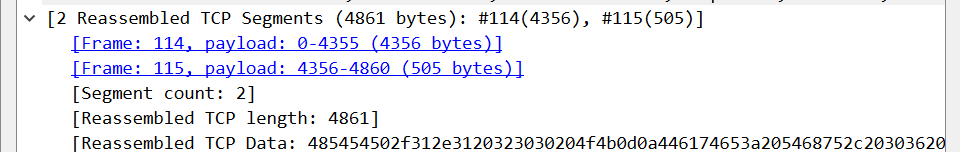 [2 Reassembled TCP Segments (4861 bytes): #114(4356), #115(505)]
[Frame: 114, payload: 0-4355 (4356 bytes)]
[Frame: 115, payload: 4356-4860 (505 bytes)]
[Segment count: 2]
[Reassembled TCP length: 4861]
[Reassembled TCP Data: 485454502f312e3120323030204f4b0d0a446174653a205468752c20303620